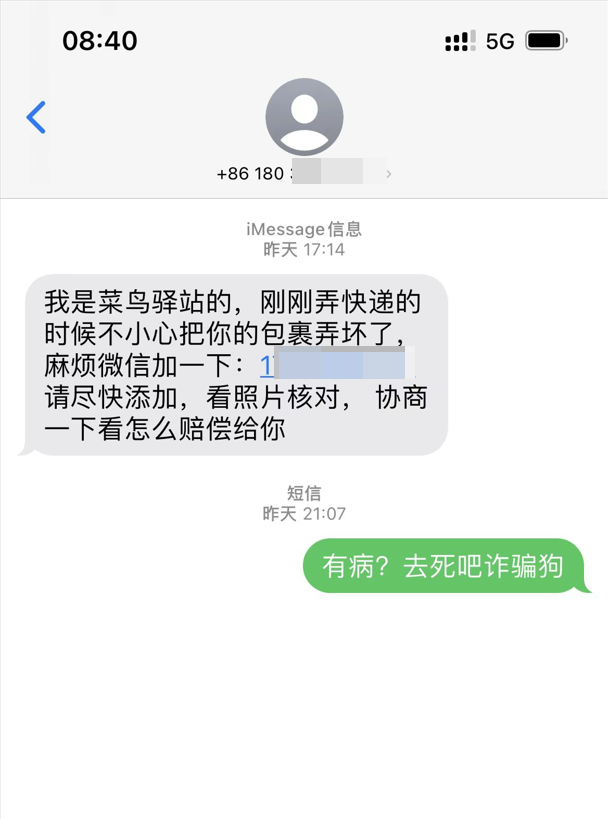 08:40
5G
+86 180
iMessage信息
昨天 17:14
我是菜鸟驿站的，刚刚弄快递的
时候不小心把你的包裹弄坏了，
麻烦微信加一下：1
请尽快添加，看照片核对， 协商
一下看怎么赔偿给你
短信
昨天 21:07
有病？去死吧诈骗狗